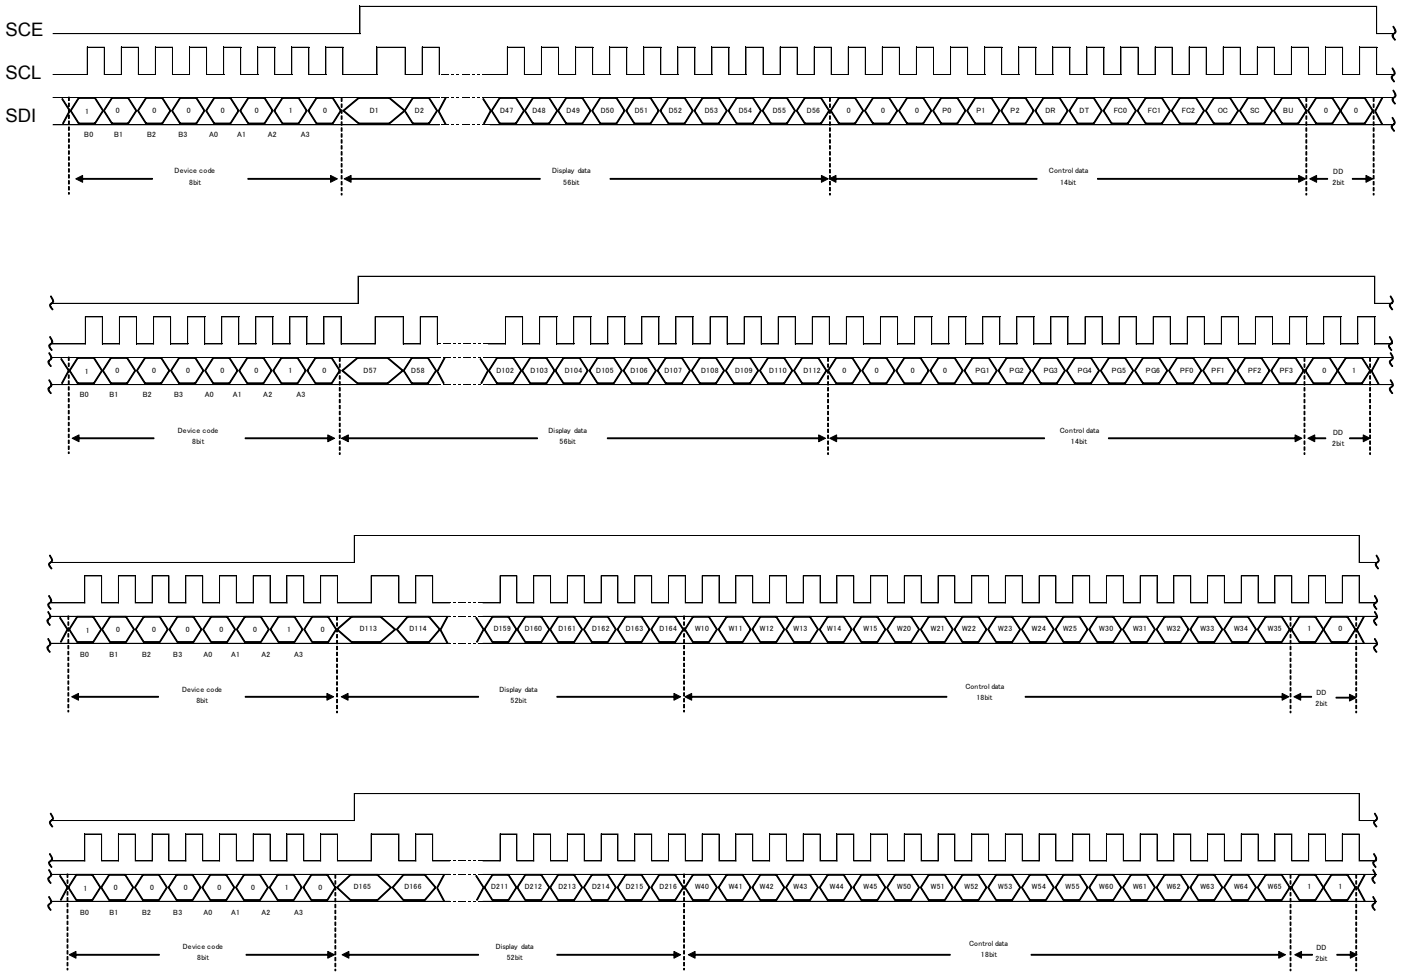 SCE
SCL
SDI
1 0 0 0 0 0 1 0 D1 D2 D47 D48 D49 D50 D51 D52 D53 D54 D55 D56 0 0 0 P0 P1 P2 DR DT FC0 FC1 FC2 OC SC BU 0 0
B0 B1 B2 B3 A0 A1 A2 A3
Device code Display data Control data DD
8bit 56bit 14bit 2bit
1 0 0 0 0 0 1 0 D57 D58 D102 D103 D104 D105 D106 D107 D108 D109 D110 D112 0 0 0 0 PG1 PG2 PG3 PG4 PG5 PG6 PF0 PF1 PF2 PF3 0 1
B0 B1 B2 B3 A0 A1 A2 A3
Device code Display data Control data DD
8bit 56bit 14bit 2bit
1 0 0 0 0 0 1 0 D113 D114 D159 D160 D161 D162 D163 D164 W10 W11 W12 W13 W14 W15 W20 W21 W22 W23 W24 W25 W30 W31 W32 W33 W34 W35 1 0
B0 B1 B2 B3 A0 A1 A2 A3
Device code Display data Control data DD
8bit 52bit 18bit 2bit
1 0 0 0 0 0 1 0 D165 D166 D211 D212 D213 D214 D215 D216 W40 W41 W42 W43 W44 W45 W50 W51 W52 W53 W54 W55 W60 W61 W62 W63 W64 W65 1 1
B0 B1 B2 B3 A0 A1 A2 A3
Device code Display data Control data DD
8bit 52bit 18bit 2bit